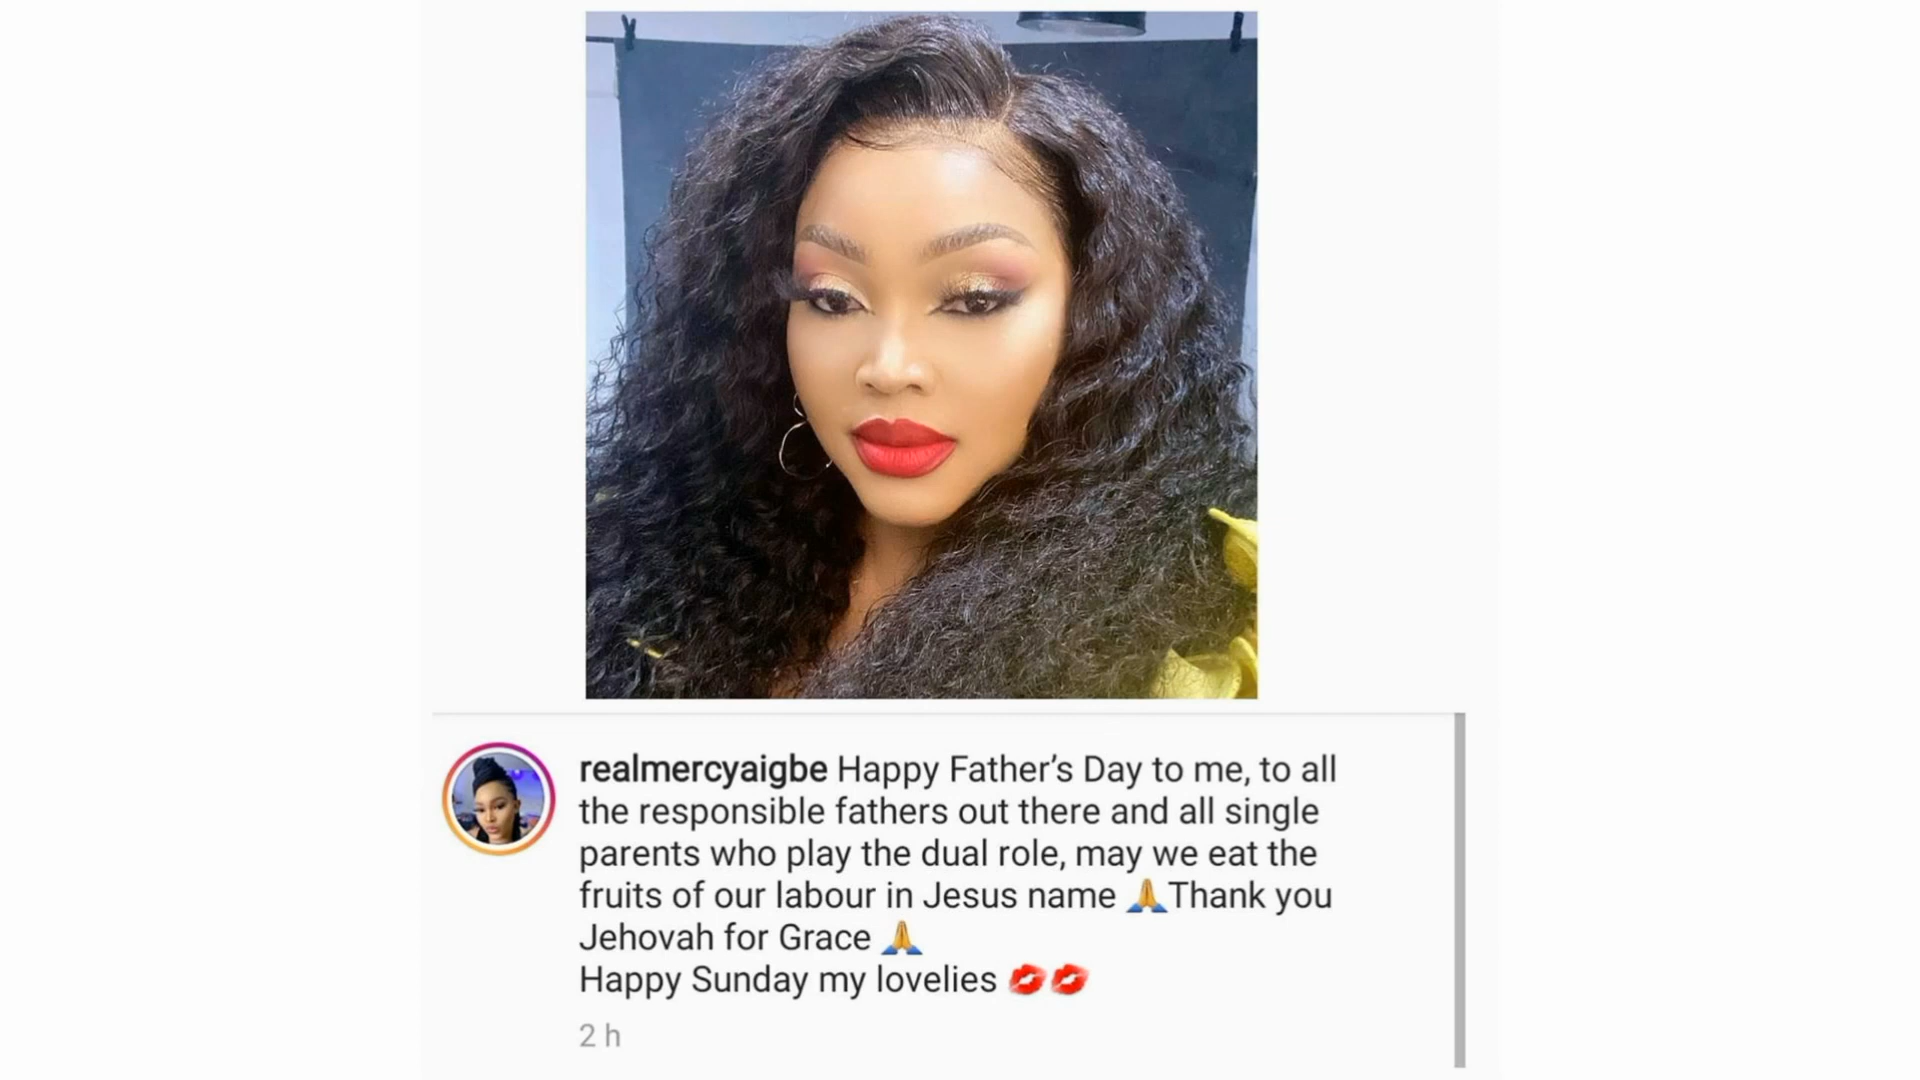 realmercyaigbe Happy Father’s Day to me, to all
the responsible fathers out there and all single
parents who play the dual role, may we eat the
fruits of our labour in Jesus name 🙏Thank you
Jehovah for Grace 🙏
Happy Sunday my lovelies 💋💋
2 h